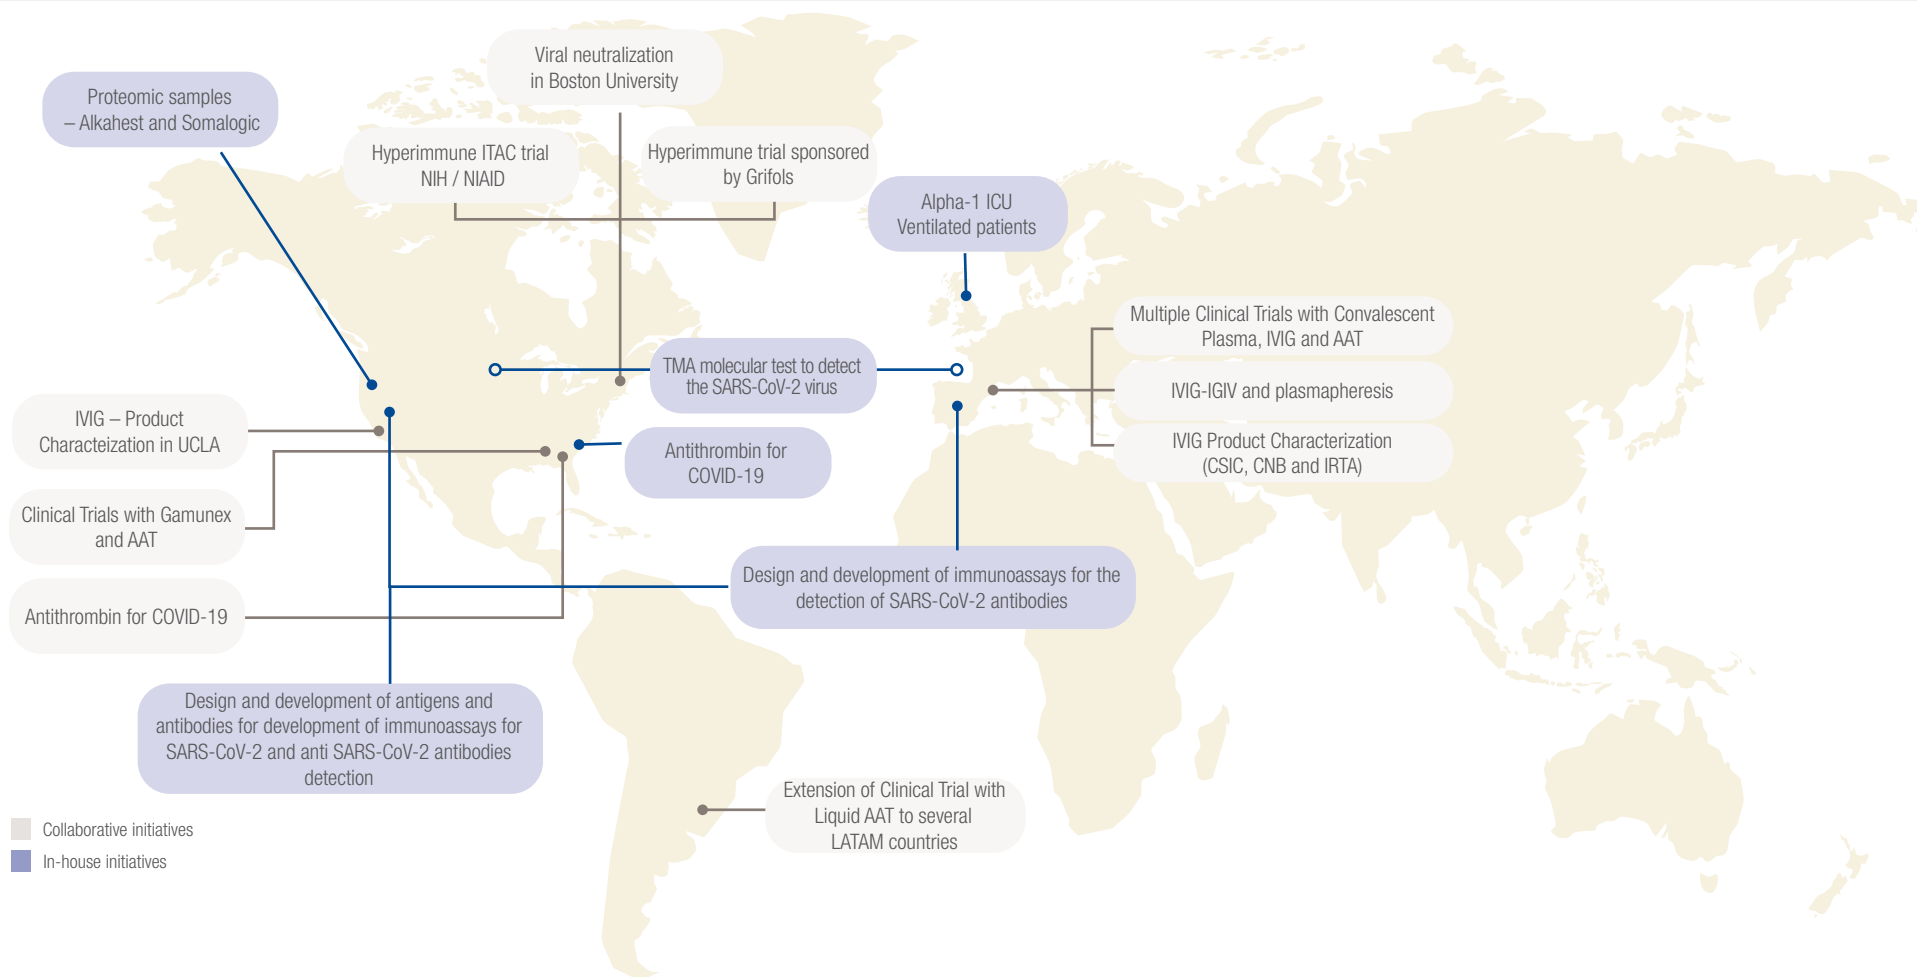 Viral neutralization
in Boston University
Proteomic samples
– Alkahest and Somalogic
Hyperimmune ITAC trial
NIH / NIAID
Hyperimmune trial sponsored
by Grifols
Alpha-1 ICU
Ventilated patients
Multiple Clinical Trials with Convalescent
Plasma, IVIG and AAT
TMA molecular test to detect
the SARS-CoV-2 virus
IVIG-IGIV and plasmapheresis
IVIG – Product
Characteization in UCLA
Antithrombin for
COVID-19
IVIG Product Characterization
(CSIC, CNB and IRTA)
Clinical Trials with Gamunex
and AAT
Design and development of immunoassays for the
detection of SARS-CoV-2 antibodies
Antithrombin for COVID-19
Design and development of antigens and
antibodies for development of immunoassays for
SARS-CoV-2 and anti SARS-CoV-2 antibodies
detection
Extension of Clinical Trial with
Liquid AAT to several
LATAM countries
Collaborative initiatives
In-house initiatives